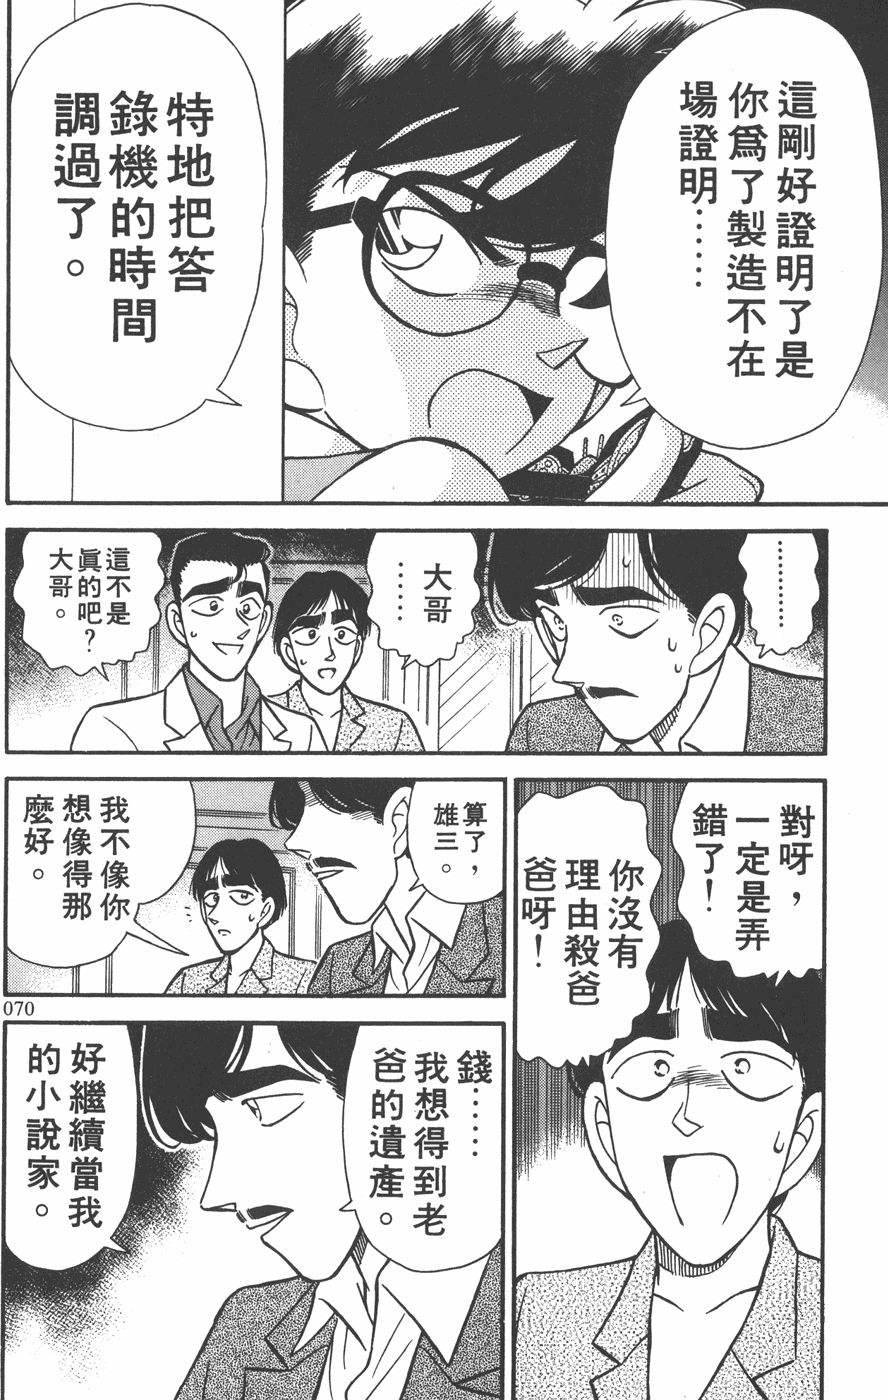 這剛好證明了是
你爲了製造不在
場證明……
特地把答
錄機的時間
調過了。
………
大哥
……
這不是
眞的吧?
大哥。
對呀,
一定是弄
錯了!
你沒有
理由殺爸
爸呀!
算了,
雄三。
我不像你
想像得那
麼好。
錢……
我想得到老
爸的遺產。
好繼續當我
的小說家。
070